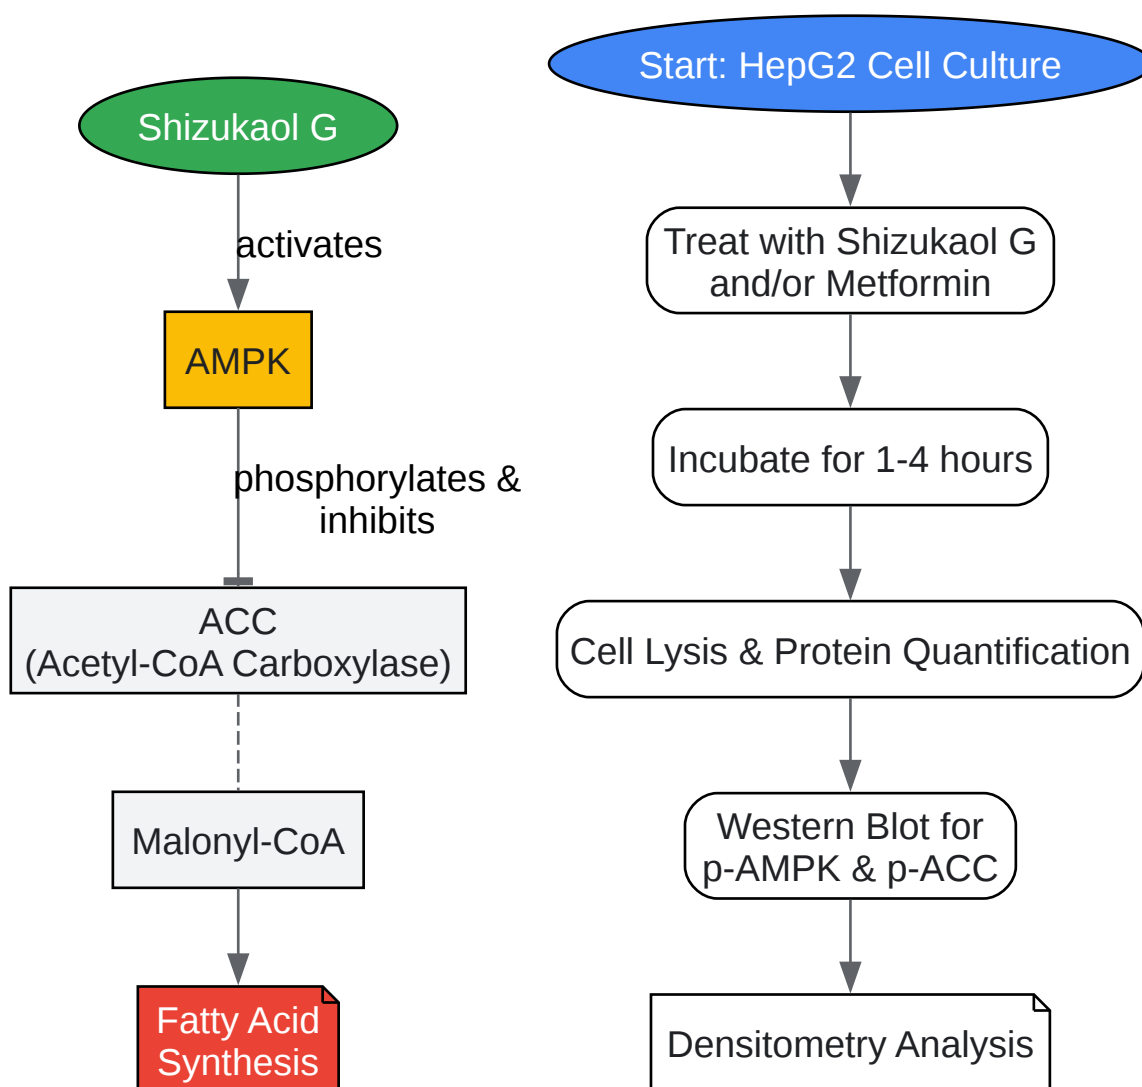 Shizukaol G
activates
AMPK
phosphorylates &
inhibits
ACC
(Acetyl-CoA Carboxylase)
Malonyl-CoA
Fatty Acid
Synthesis
Start: HepG2 Cell Culture
Treat with Shizukaol G
and/or Metformin
Incubate for 1-4 hours
Cell Lysis & Protein Quantification
Western Blot for
p-AMPK & p-ACC
Densitometry Analysis